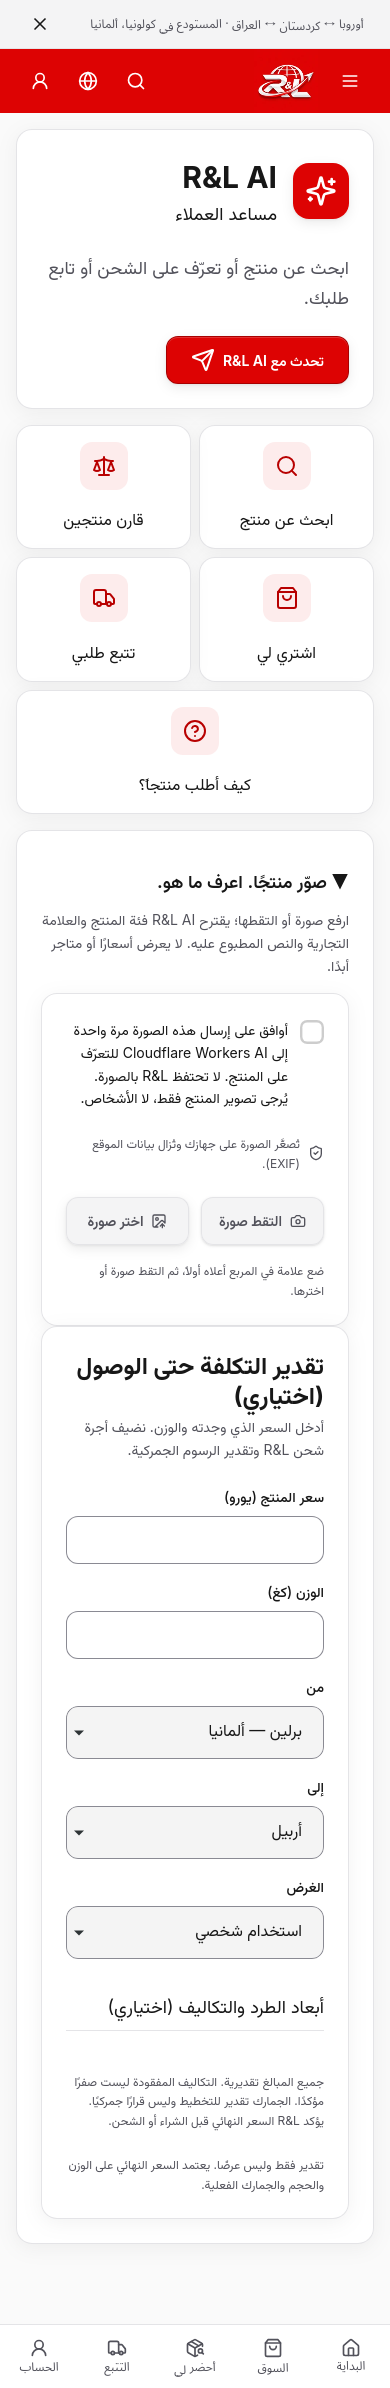 أوروبا ↔ كردستان ↔ العراق · المستودع في كولونيا، ألمانيا
R&L
R&L AI
مساعد العملاء
ابحث عن منتج أو تعرّف على الشحن أو تابع
طلبك.
تحدث مع R&L AI
ابحث عن منتج
قارن منتجين
اشتري لي
تتبع طلبي
كيف أطلب منتجاً؟
▼ صوّر منتجًا. اعرف ما هو.
ارفع صورة أو التقطها؛ يقترح R&L AI فئة المنتج والعلامة
التجارية والنص المطبوع عليه. لا يعرض أسعارًا أو متاجر
أبدًا.
أوافق على إرسال هذه الصورة مرة واحدة
إلى Cloudflare Workers AI للتعرّف
على المنتج. لا تحتفظ R&L بالصورة.
يُرجى تصوير المنتج فقط، لا الأشخاص.
تُصغَّر الصورة على جهازك وتُزال بيانات الموقع
(EXIF).
التقط صورة
اختر صورة
ضع علامة في المربع أعلاه أولاً، ثم التقط صورة أو
اخترها.
تقدير التكلفة حتى الوصول
(اختياري)
أدخل السعر الذي وجدته والوزن. نضيف أجرة
شحن R&L وتقدير الرسوم الجمركية.
سعر المنتج (يورو)
الوزن (كغ)
من
برلين — ألمانيا
إلى
أربيل
الغرض
استخدام شخصي
أبعاد الطرد والتكاليف (اختياري)
جميع المبالغ تقديرية. التكاليف المفقودة ليست صفرًا
مؤكدًا. الجمارك تقدير للتخطيط وليس قرارًا جمركيًا.
يؤكد R&L السعر النهائي قبل الشراء أو الشحن.
تقدير فقط وليس عرضًا. يعتمد السعر النهائي على الوزن
والحجم والجمارك الفعلية.
البداية
السوق
أحضر لي
التتبع
الحساب